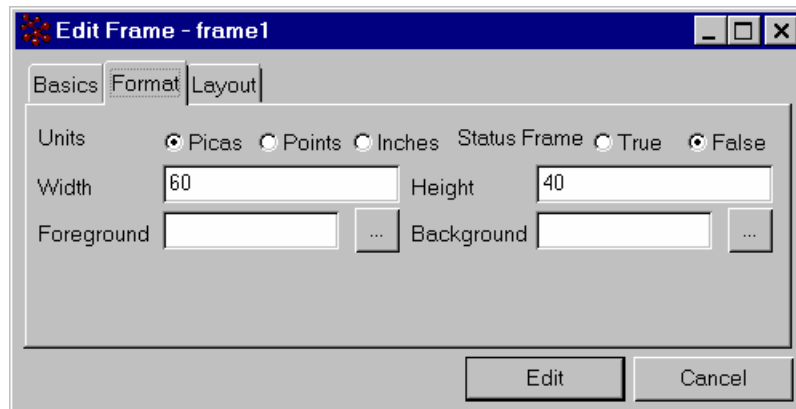 Edit Frame - frame1
Basics Format Layout
Units Picas Points Inches Status Frame True False
Width 60 Height 40
Foreground ... Background ...
Edit Cancel